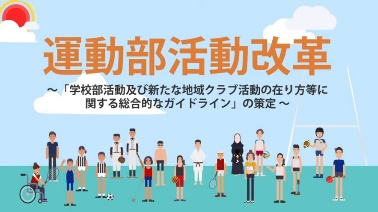 運動部活動改革
～「学校部活動及び新たな地域クラブ活動の在り方等に
関する総合的なガイドライン」の策定～